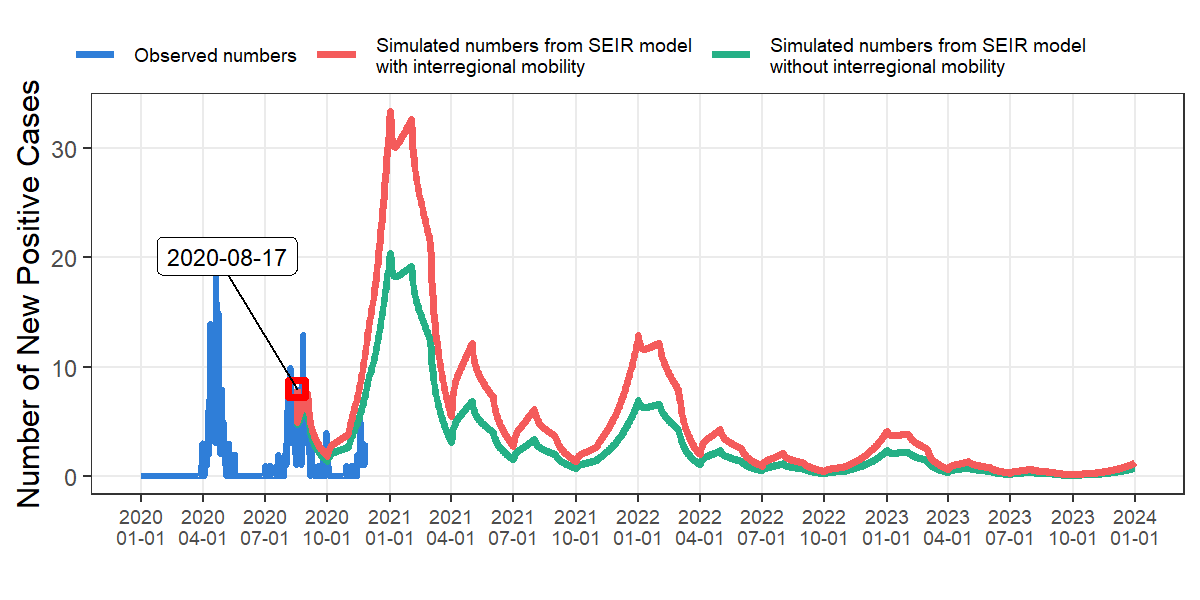 Observed numbers
Simulated numbers from SEIR model
with interregional mobility
Simulated numbers from SEIR model
without interregional mobility
Number of New Positive Cases
30
20
10
0
2020-08-17
2020 2020 2020 2020 2021 2021 2021 2021 2022 2022 2022 2022 2023 2023 2023 2023 2024
01-01 04-01 07-01 10-01 01-01 04-01 07-01 10-01 01-01 04-01 07-01 10-01 01-01 04-01 07-01 10-01 01-01